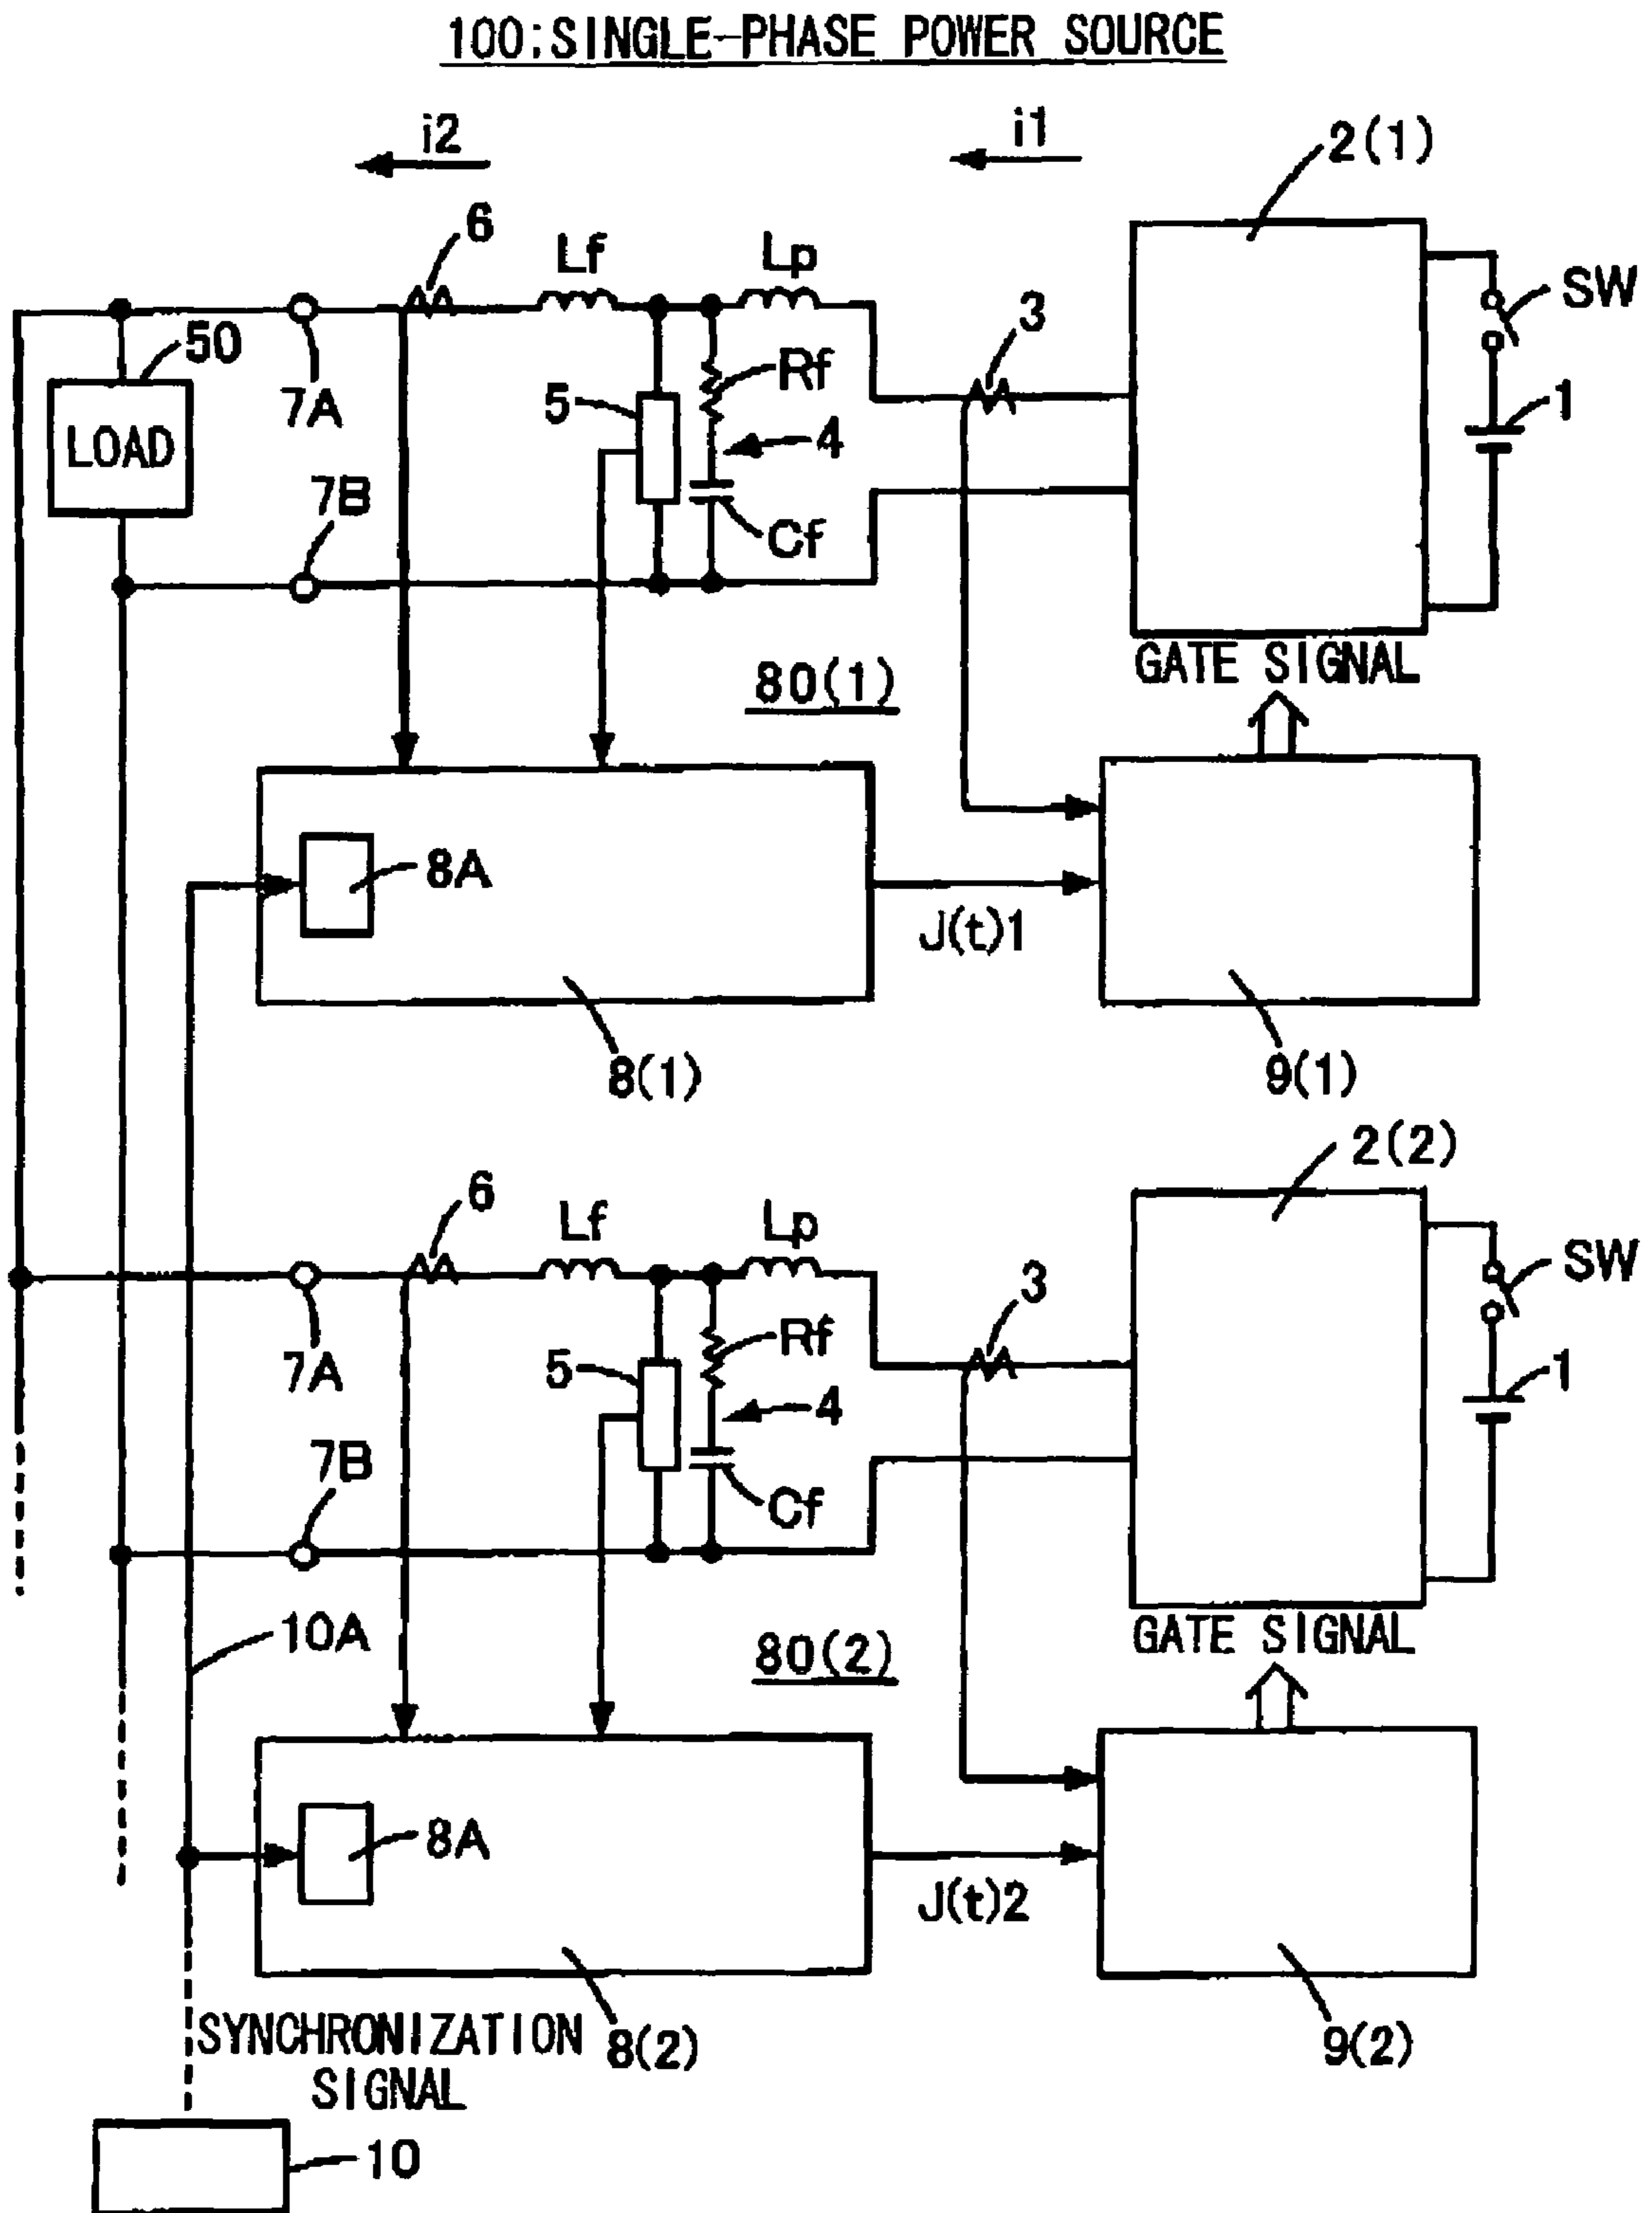 100:SINGLE-PHASE POWER SOURCE
i2
i1
2(1)
6
Lf
Lp
SW
3
50
7A
5
Rf
1
LOAD
4
7B
Cf
GATE SIGNAL
80(1)
8A
J(t)1
8(1)
9(1)
2(2)
6
Lf
Lp
SW
3
7A
5
Rf
1
4
7B
Cf
10A
GATE SIGNAL
80(2)
8A
J(t)2
SYNCHRONIZATION
SIGNAL
8(2)
9(2)
10